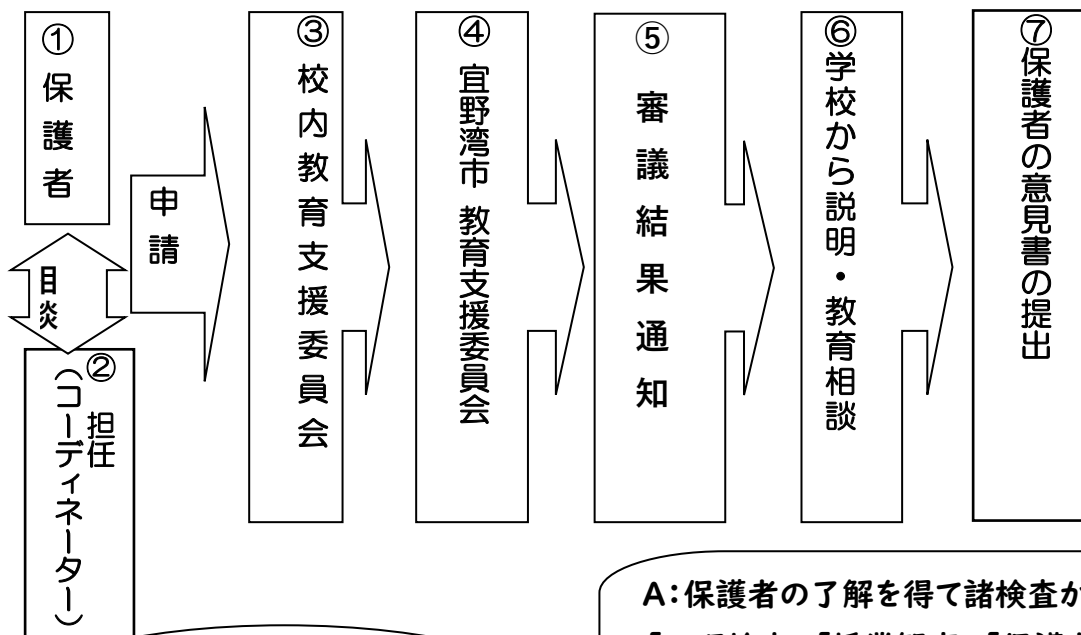 ①保護者
目炎
②担任
(コーディネーター)
申請
③校内教育支援委員会
④宜野湾市 教育支援委員会
⑤審議結果通知
⑥学校から説明・教育相談
⑦保護者の意見書の提出
A:保護者の了解を得て諸検査